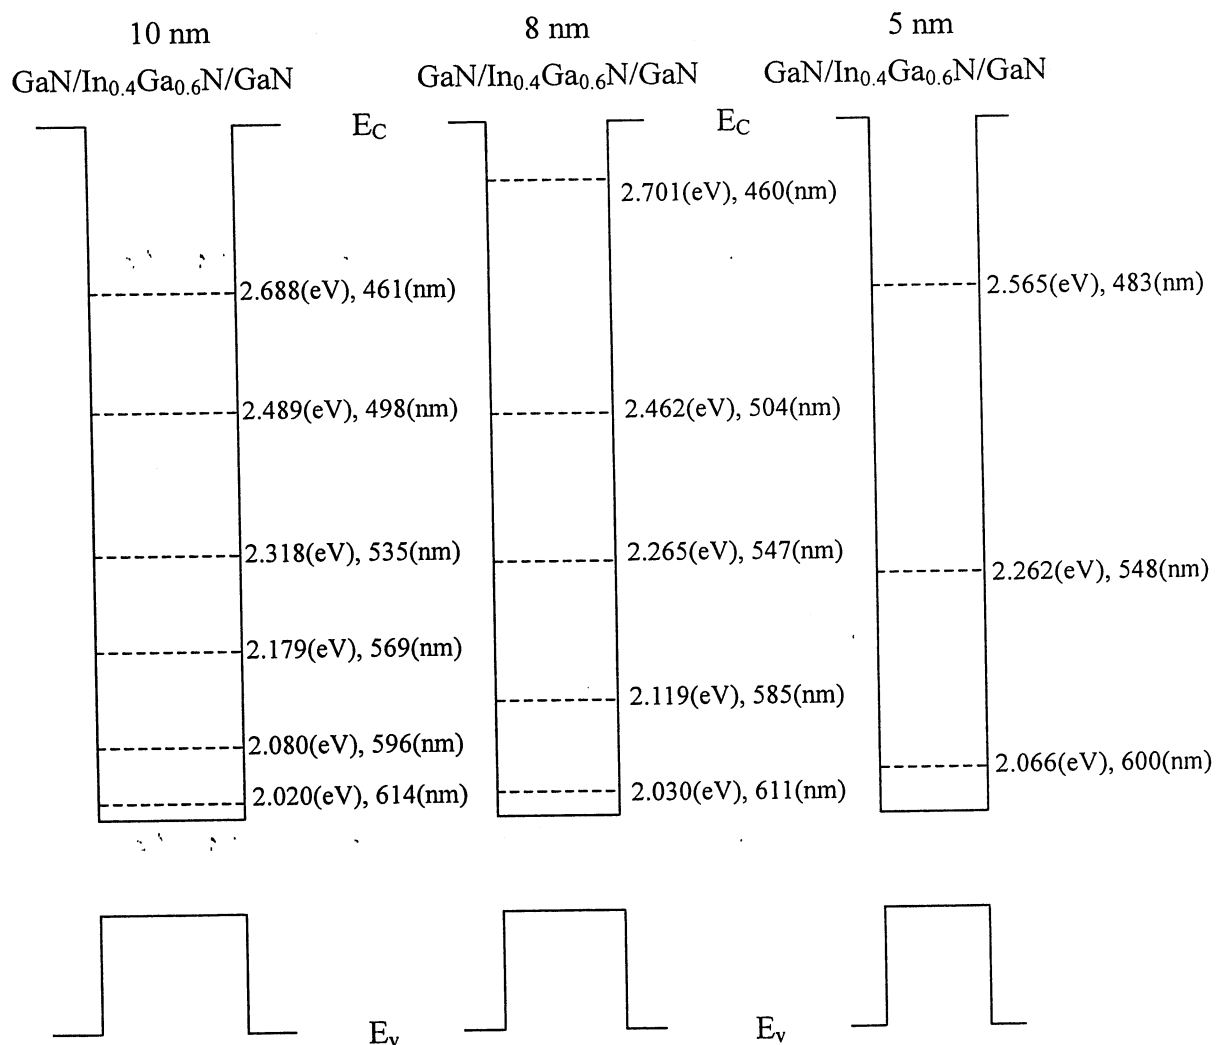 10 nm
GaN/In₀.₄Ga₀.₆N/GaN
E_C
2.688(eV), 461(nm)
2.489(eV), 498(nm)
2.318(eV), 535(nm)
2.179(eV), 569(nm)
2.080(eV), 596(nm)
2.020(eV), 614(nm)
E_v
8 nm
GaN/In₀.₄Ga₀.₆N/GaN
E_C
2.701(eV), 460(nm)
2.462(eV), 504(nm)
2.265(eV), 547(nm)
2.119(eV), 585(nm)
2.030(eV), 611(nm)
E_v
5 nm
GaN/In₀.₄Ga₀.₆N/GaN
2.565(eV), 483(nm)
2.262(eV), 548(nm)
2.066(eV), 600(nm)